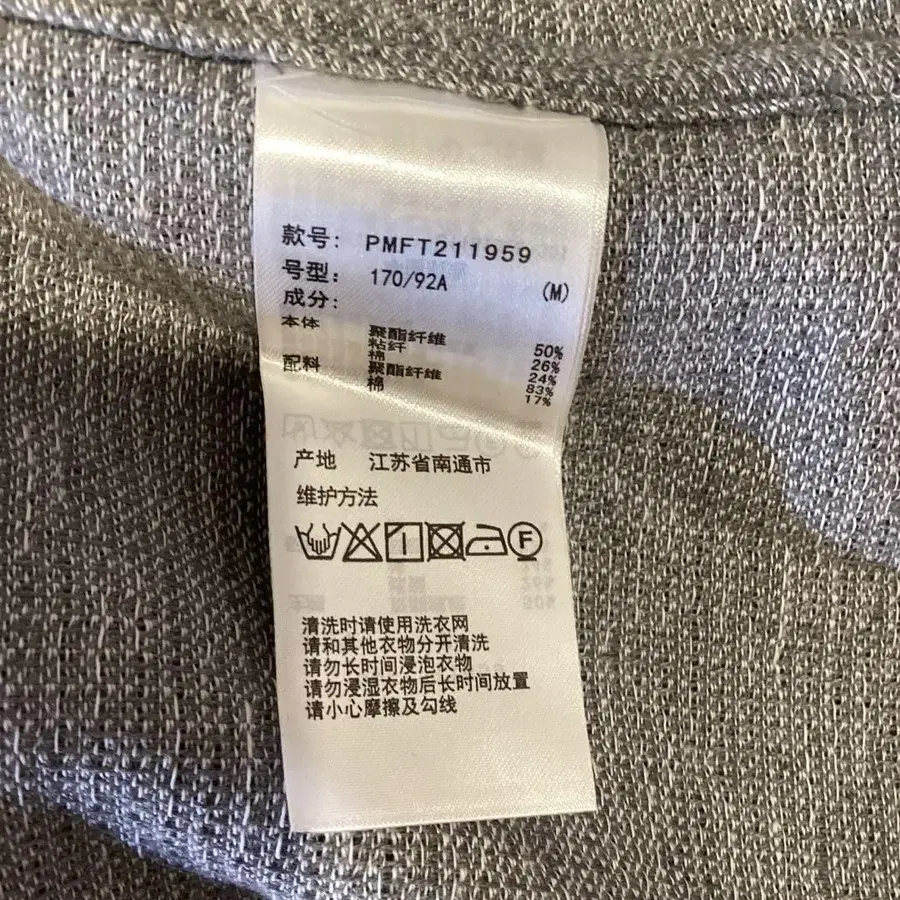 款号: PMFT211959
号型: 170/92A (M)
成分:
本体 聚酯纤维 50%
粘纤 26%
棉 24%
配料 聚酯纤维 83%
棉 17%
产地 江苏省南通市
维护方法
F
清洗时请使用洗衣网
请和其他衣物分开清洗
请勿长时间浸泡衣物
请勿浸湿衣物后长时间放置
请小心摩擦及勾线